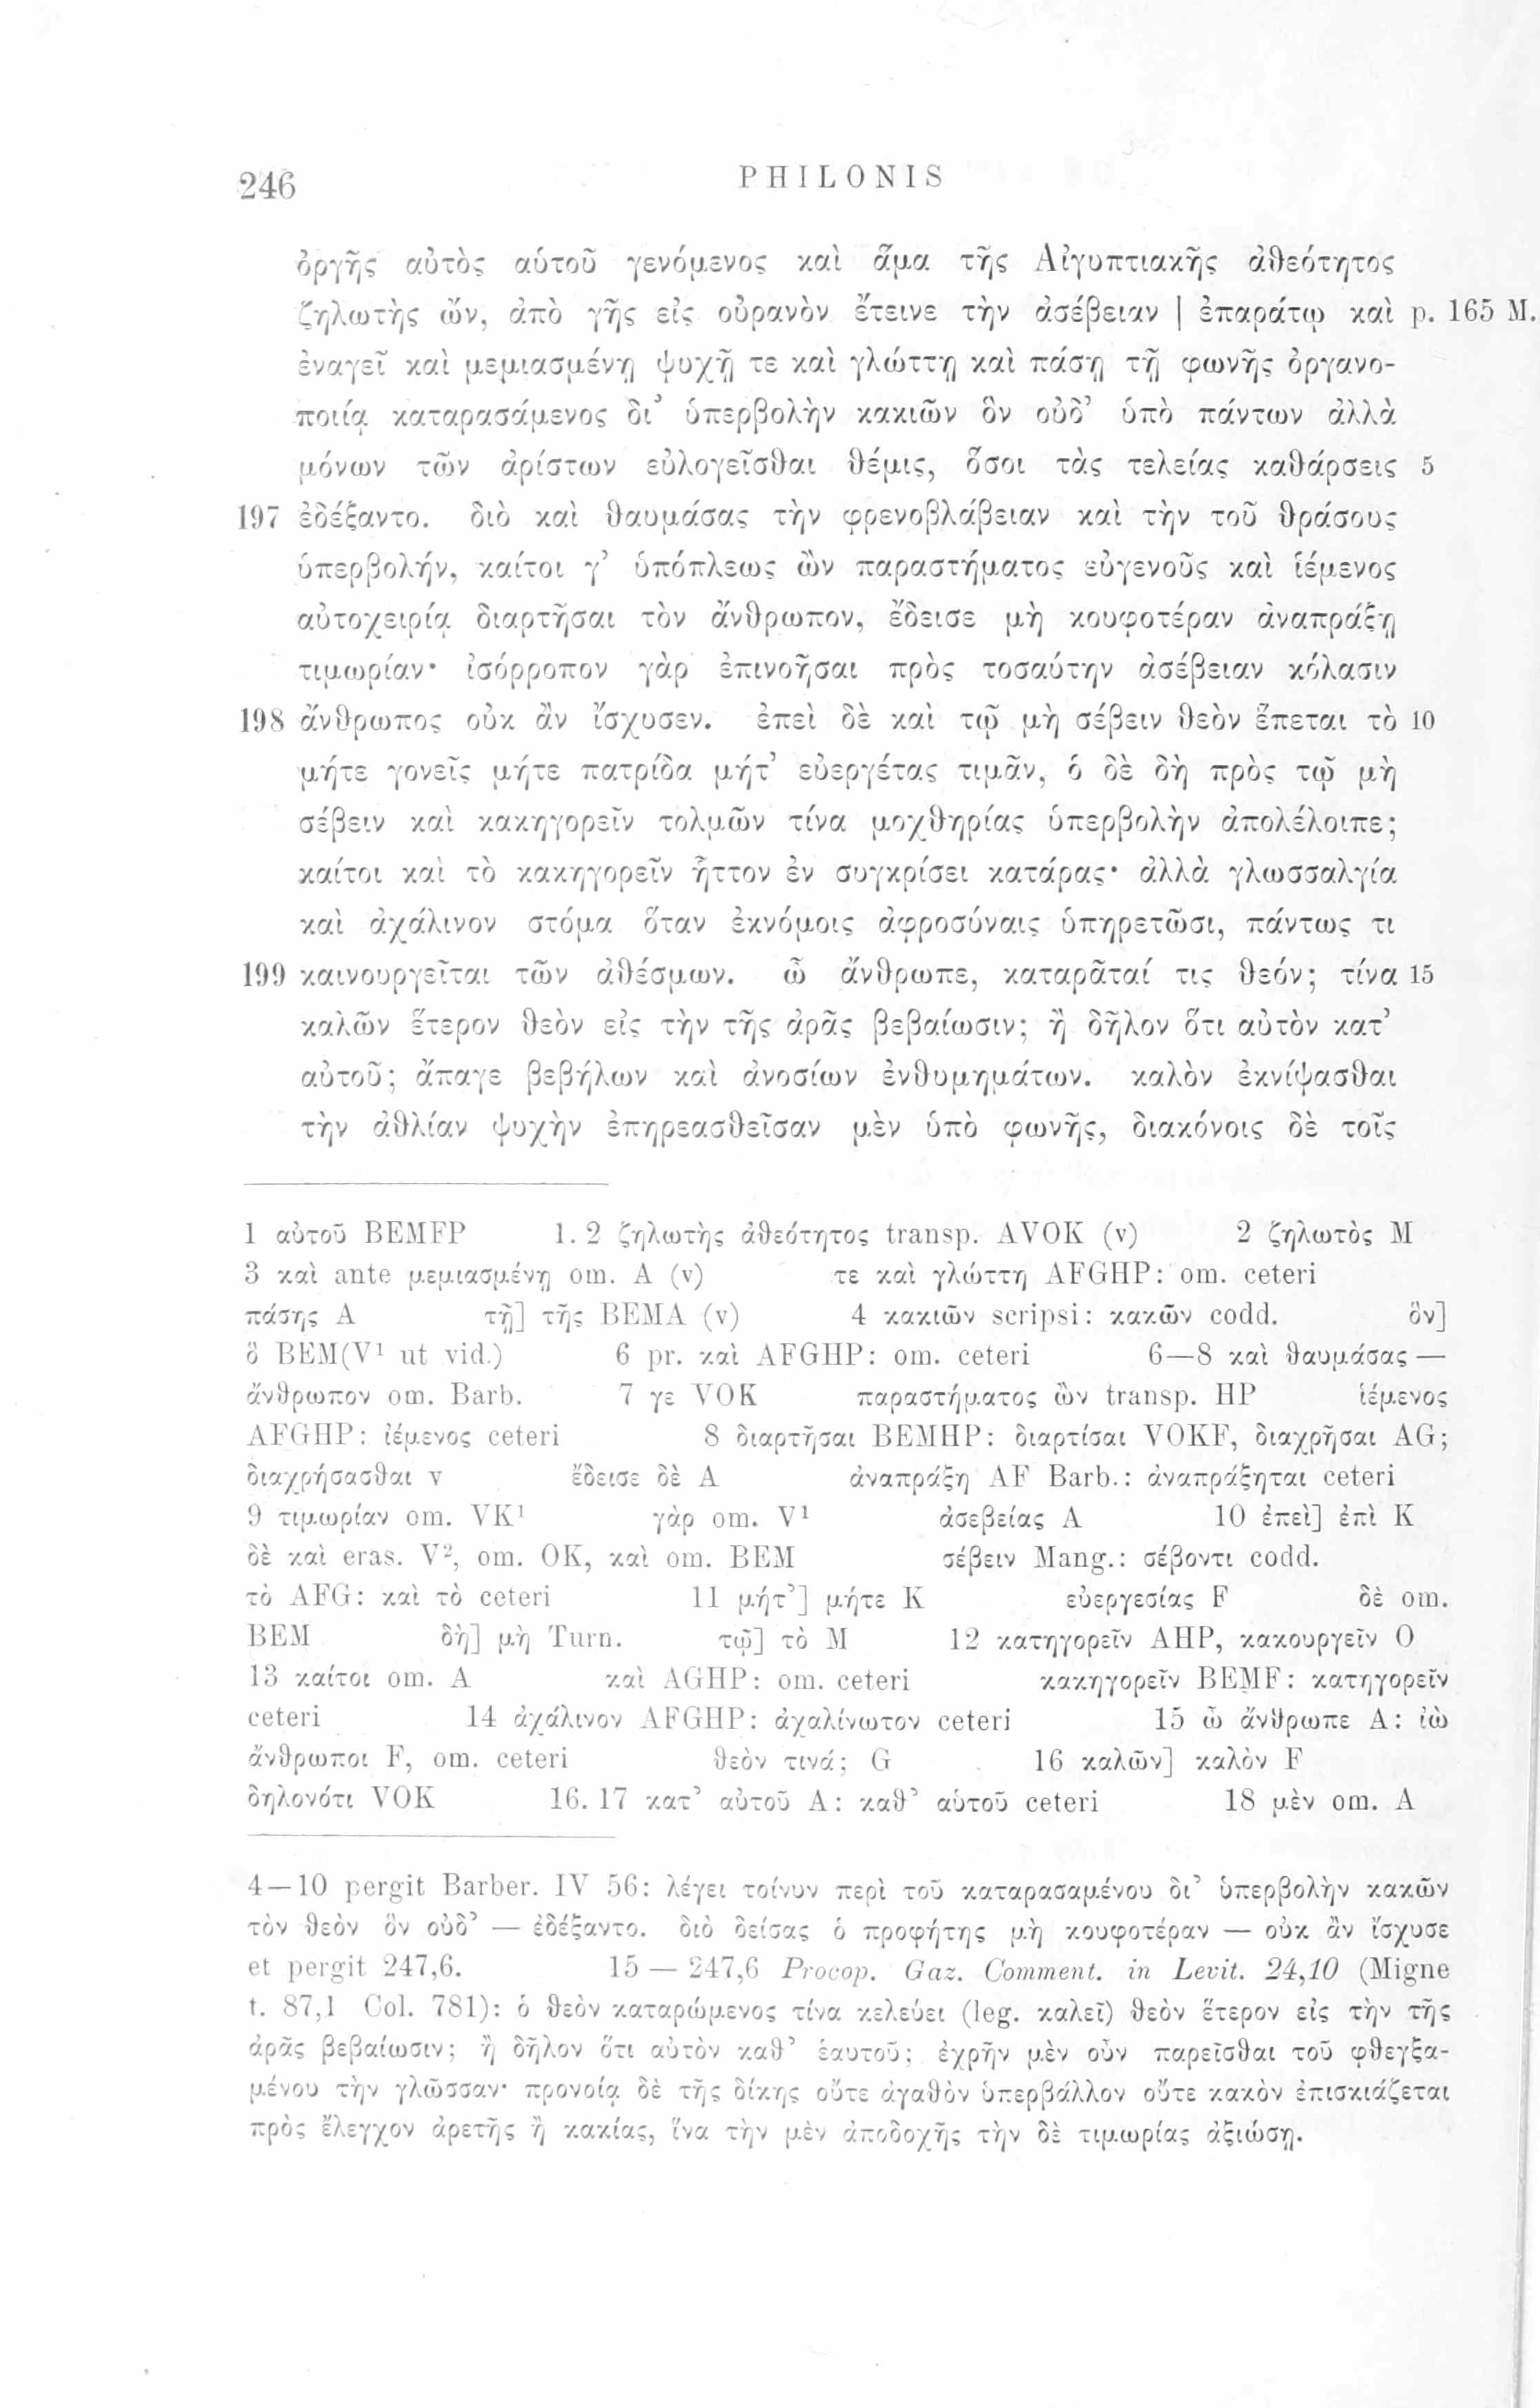 246
PHILONIS
ὀργῆς αὐτὸς αὑτοῦ γενόμενος καὶ ἅμα τῆς Αἰγυπτιακῆς ἀθεότητος
ζηλωτὴς ὤν, ἀπὸ γῆς εἰς οὐρανὸν ἔτεινε τὴν ἀσέβειαν | ἐπαράτῳ καὶ p. 165 M.
ἐναγεῖ καὶ μεμιασμένῃ ψυχῇ τε καὶ γλώττῃ καὶ πάσῃ τῇ φωνῆς ὀργανο-
ποιίᾳ καταρασάμενος δι᾽ ὑπερβολὴν κακιῶν ὃν οὐδ᾽ ὑπὸ πάντων ἀλλὰ
μόνων τῶν ἀρίστων εὐλογεῖσθαι θέμις, ὅσοι τὰς τελείας καθάρσεις 5
197 ἐδέξαντο. διὸ καὶ θαυμάσας τὴν φρενοβλάβειαν καὶ τὴν τοῦ θράσους
ὑπερβολήν, καίτοι γ᾽ ὑπόπλεως ὢν παραστήματος εὐγενοῦς καὶ ἱέμενος
αὐτοχειρίᾳ διαρτῆσαι τὸν ἄνθρωπον, ἔδεισε μὴ κουφοτέραν ἀναπράξῃ
τιμωρίαν· ἰσόρροπον γὰρ ἐπινοῆσαι πρὸς τοσαύτην ἀσέβειαν κόλασιν
198 ἄνθρωπος οὐκ ἂν ἴσχυσεν. ἐπεὶ δὲ καὶ τῷ μὴ σέβειν θεὸν ἕπεται τὸ 10
μήτε γονεῖς μήτε πατρίδα μήτ᾽ εὐεργέτας τιμᾶν, ὁ δὲ δὴ πρὸς τῷ μὴ
σέβειν καὶ κακηγορεῖν τολμῶν τίνα μοχθηρίας ὑπερβολὴν ἀπολέλοιπε;
καίτοι καὶ τὸ κακηγορεῖν ἧττον ἐν συγκρίσει κατάρας· ἀλλὰ γλωσσαλγία
καὶ ἀχάλινον στόμα ὅταν ἐκνόμοις ἀφροσύναις ὑπηρετῶσι, πάντως τι
199 καινουργεῖται τῶν ἀθέσμων. ὦ ἄνθρωπε, καταρᾶταί τις θεόν; τίνα 15
καλῶν ἕτερον θεὸν εἰς τὴν τῆς ἀρᾶς βεβαίωσιν; ἢ δῆλον ὅτι αὐτὸν κατ᾽
αὐτοῦ; ἄπαγε βεβήλων καὶ ἀνοσίων ἐνθυμημάτων. καλὸν ἐκνίψασθαι
τὴν ἀθλίαν ψυχὴν ἐπηρεασθεῖσαν μὲν ὑπὸ φωνῆς, διακόνοις δὲ τοῖς
1 αὐτοῦ BEMFP 1. 2 ζηλωτὴς ἀθεότητος transp. AVOK (v) 2 ζηλωτὸς M
3 καὶ ante μεμιασμένῃ om. A (v) τε καὶ γλώττῃ AFGHP: om. ceteri
πάσης A τῇ] τῆς BEMA (v) 4 κακιῶν scripsi: κακῶν codd. ὃν]
ὃ BEM(V¹ ut vid.) 6 pr. καὶ AFGHP: om. ceteri 6—8 καὶ θαυμάσας —
ἄνθρωπον om. Barb. 7 γε VOK παραστήματος ὢν transp. HP ἱέμενος
AFGHP: ἰέμενος ceteri 8 διαρτῆσαι BEMHP: διαρτίσαι VOKF, διαχρῆσαι AG;
διαχρήσασθαι v ἔδεισε δὲ A ἀναπράξῃ AF Barb.: ἀναπράξηται ceteri
9 τιμωρίαν om. VK¹ γὰρ om. V¹ ἀσεβείας A 10 ἐπεὶ] ἐπὶ K
δὲ καὶ eras. V², om. OK, καὶ om. BEM σέβειν Mang.: σέβοντι codd.
τὸ AFG: καὶ τὸ ceteri 11 μήτ᾽] μήτε K εὐεργεσίας F δὲ om.
BEM δὴ] μὴ Turn. τῷ] τὸ M 12 κατηγορεῖν AHP, κακουργεῖν O
13 καίτοι om. A καὶ AGHP: om. ceteri κακηγορεῖν BEMF: κατηγορεῖν
ceteri 14 ἀχάλινον AFGHP: ἀχαλίνωτον ceteri 15 ὦ ἄνθρωπε A: ἰὼ
ἄνθρωποι F, om. ceteri θεὸν τινά; G 16 καλῶν] καλὸν F
δηλονότι VOK 16. 17 κατ᾽ αὐτοῦ A: καθ᾽ αὑτοῦ ceteri 18 μὲν om. A
4—10 pergit Barber. IV 56: λέγει τοίνυν περὶ τοῦ καταρασαμένου δι᾽ ὑπερβολὴν κακῶν
τὸν θεὸν ὃν οὐδ᾽ — ἐδέξαντο. διὸ δείσας ὁ προφήτης μὴ κουφοτέραν — οὐκ ἂν ἴσχυσε
et pergit 247,6. 15 — 247,6 Procop. Gaz. Comment. in Levit. 24,10 (Migne
t. 87,1 Col. 781): ὁ θεὸν καταρώμενος τίνα κελεύει (leg. καλεῖ) θεὸν ἕτερον εἰς τὴν τῆς
ἀρᾶς βεβαίωσιν; ἢ δῆλον ὅτι αὐτὸν καθ᾽ ἑαυτοῦ; ἐχρῆν μὲν οὖν παρεῖσθαι τοῦ φθεγξα-
μένου τὴν γλῶσσαν· προνοίᾳ δὲ τῆς δίκης οὔτε ἀγαθὸν ὑπερβάλλον οὔτε κακὸν ἐπισκιάζεται
πρὸς ἔλεγχον ἀρετῆς ἢ κακίας, ἵνα τὴν μὲν ἀποδοχῆς τὴν δὲ τιμωρίας ἀξιώσῃ.